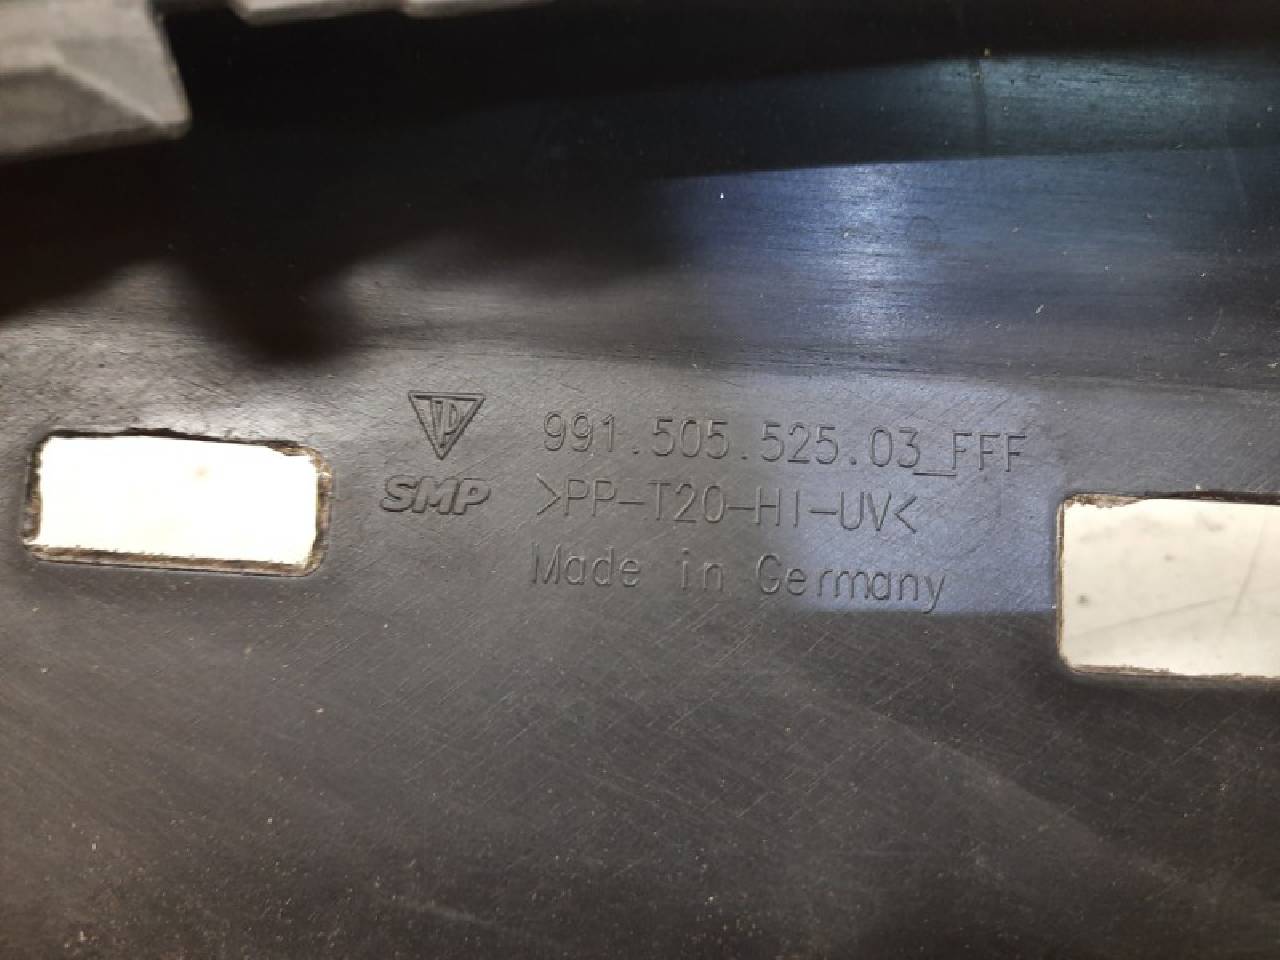 991.505.525.03_FFF
SMP >PP-T20-HI-UV<
Made in Germany